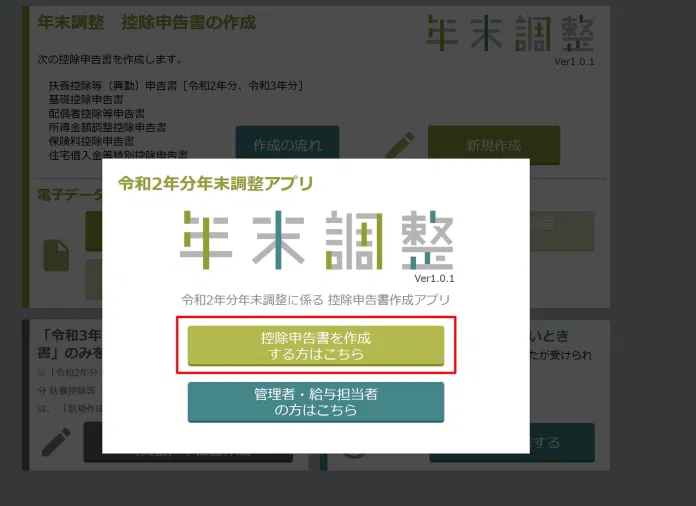 年末調整 控除申告書の作成
年末調整
Ver1.0.1
次の控除申告書を作成します。
扶養控除等（異動）申告書［令和2年分、令和3年分］
基礎控除申告書
配偶者控除等申告書
所得金額調整控除申告書
保険料控除申告書
住宅借入金等特別控除申告書
作成の流れ
新規作成
電子データ
令和2年分年末調整アプリ
年末調整
Ver1.0.1
令和2年分年末調整に係る 控除申告書作成アプリ
控除申告書を作成
する方はこちら
管理者・給与担当者
の方はこちら
「令和3年
書」のみを
※「令和2年分
分 扶養控除等
は、「新規作成
いとき
たが受けられ
する